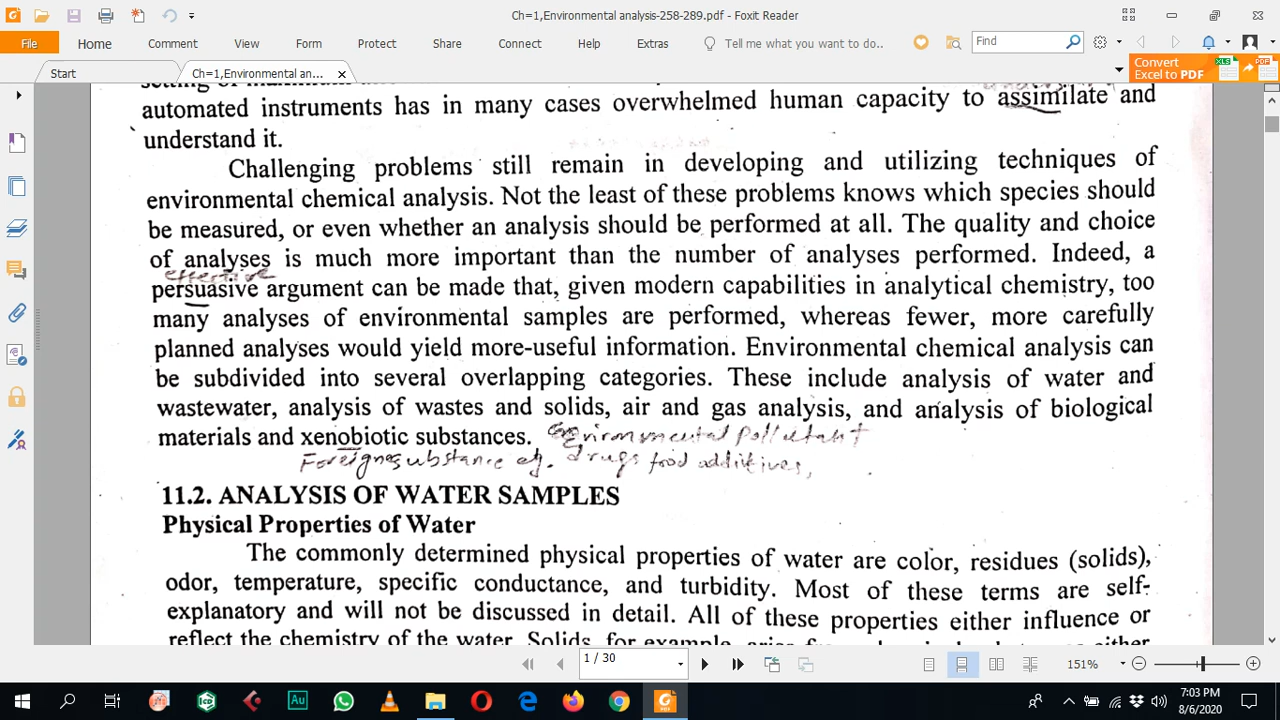 Ch=1,Environmental analysis-258-289.pdf - Foxit Reader
File Home Comment View Form Protect Share Connect Help Extras Tell me what you want to do.. Find
Start Ch=1,Environmental an... Convert Excel to PDF
automated instruments has in many cases overwhelmed human capacity to assimilate and
understand it.
Challenging problems still remain in developing and utilizing techniques of
environmental chemical analysis. Not the least of these problems knows which species should
be measured, or even whether an analysis should be performed at all. The quality and choice
of analyses is much more important than the number of analyses performed. Indeed, a
effective
persuasive argument can be made that, given modern capabilities in analytical chemistry, too
many analyses of environmental samples are performed, whereas fewer, more carefully
planned analyses would yield more-useful information. Environmental chemical analysis can
be subdivided into several overlapping categories. These include analysis of water and
wastewater, analysis of wastes and solids, air and gas analysis, and analysis of biological
materials and xenobiotic substances. Environmental pollutant
Foreign substance eg. drugs food additives,
11.2. ANALYSIS OF WATER SAMPLES
Physical Properties of Water
The commonly determined physical properties of water are color, residues (solids),
odor, temperature, specific conductance, and turbidity. Most of these terms are self-
explanatory and will not be discussed in detail. All of these properties either influence or
reflect the chemistry of the water. Solids, for example, arise from
1 / 30 151%
7:03 PM
8/6/2020